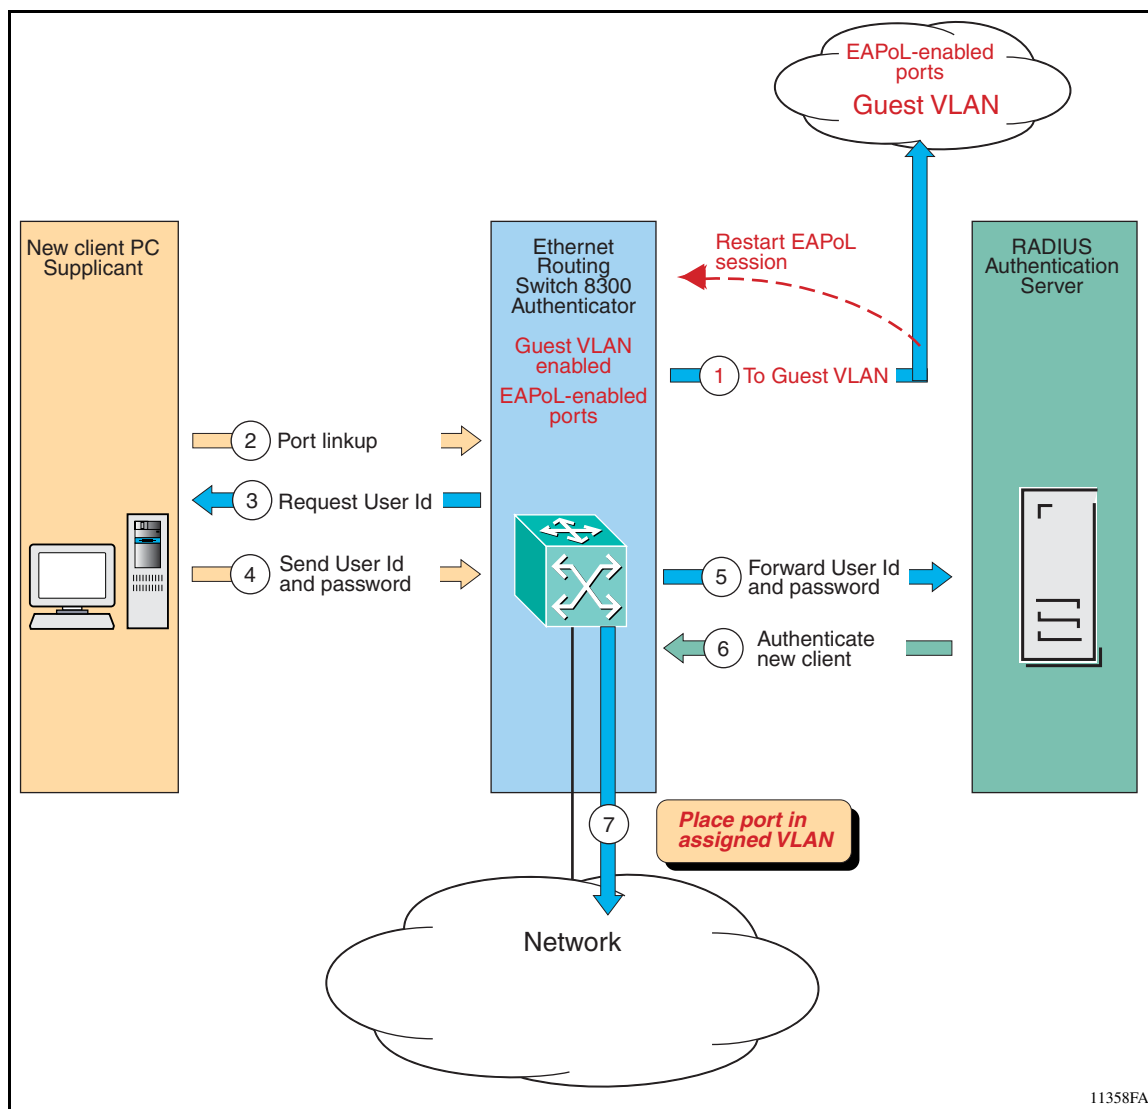 EAPoL-enabled
ports
Guest VLAN
New client PC
Supplicant
Ethernet
Routing
Switch 8300
Authenticator
Guest VLAN
enabled
EAPoL-enabled
ports
Restart EAPoL
session
RADIUS
Authentication
Server
1 To Guest VLAN
2 Port linkup
3 Request User Id
4 Send User Id
and password
5 Forward User Id
and password
6 Authenticate
new client
7
Place port in
assigned VLAN
Network
11358FA